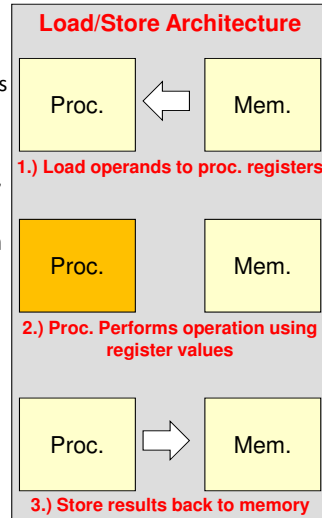 Load/Store Architecture
s
Proc.
Mem.
1.) Load operands to proc. registers
Proc.
Mem.
2.) Proc. Performs operation using
register values
Proc.
Mem.
3.) Store results back to memory